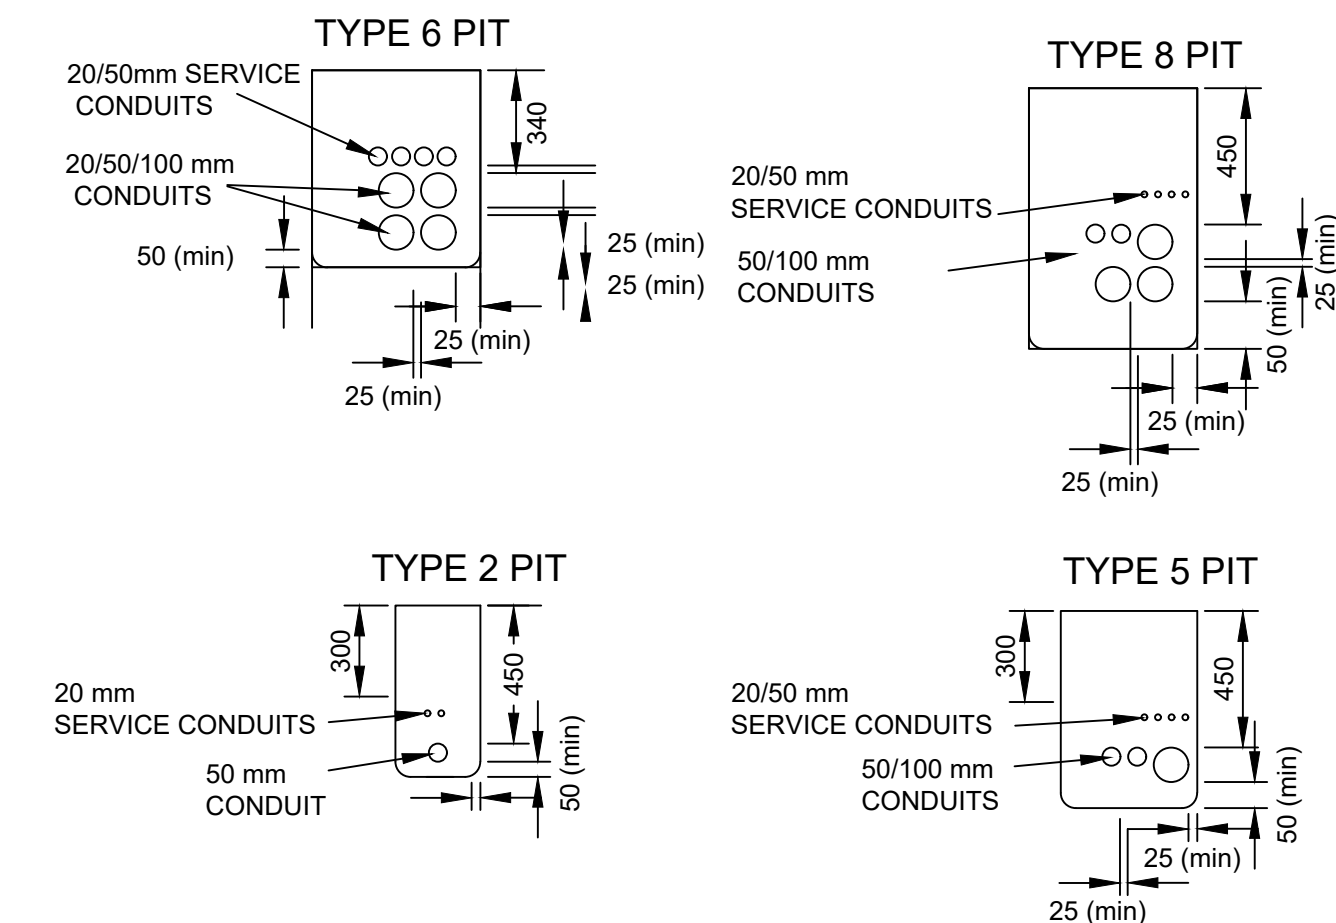 TYPE 6 PIT
20/50mm SERVICE
CONDUITS
20/50/100 mm
CONDUITS
50 (min)
340
25 (min)
25 (min)
25 (min)
25 (min)
TYPE 8 PIT
20/50 mm
SERVICE CONDUITS
50/100 mm
CONDUITS
450
25 (min)
50 (min)
25 (min)
25 (min)
TYPE 2 PIT
300
450
20 mm
SERVICE CONDUITS
50 mm
CONDUIT
50 (min)
TYPE 5 PIT
300
450
20/50 mm
SERVICE CONDUITS
50/100 mm
CONDUITS
50 (min)
25 (min)
25 (min)